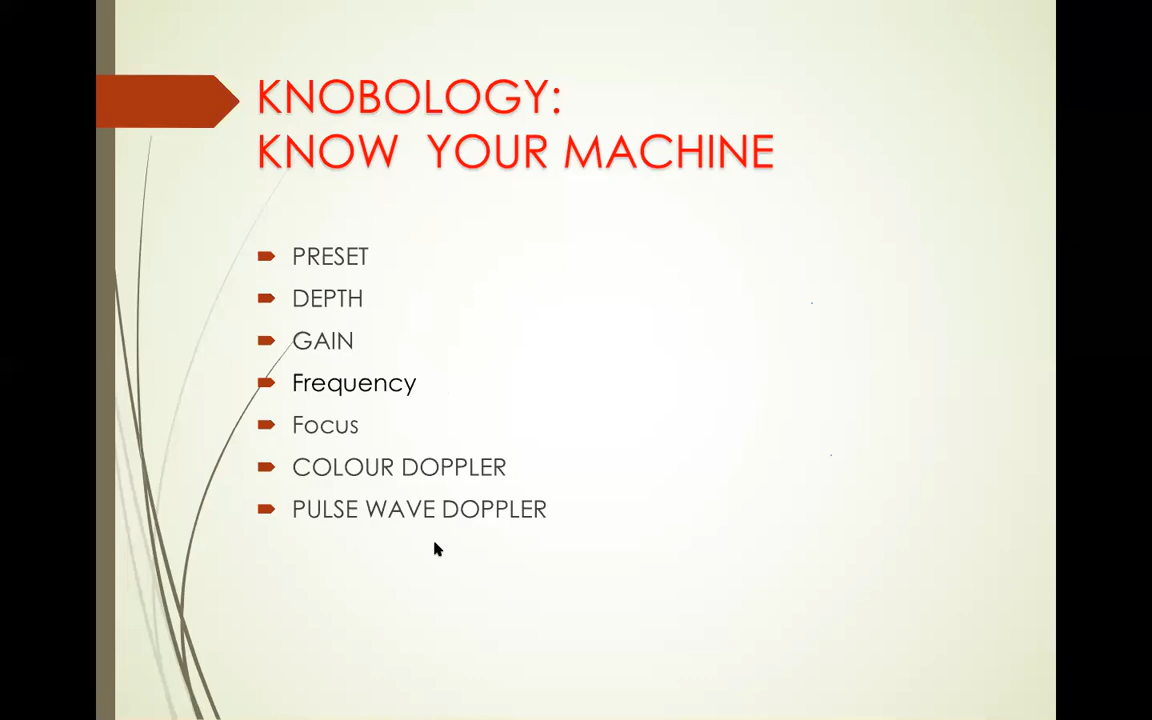 KNOBOLOGY:
KNOW YOUR MACHINE
PRESET
DEPTH
GAIN
Frequency
Focus
COLOUR DOPPLER
PULSE WAVE DOPPLER